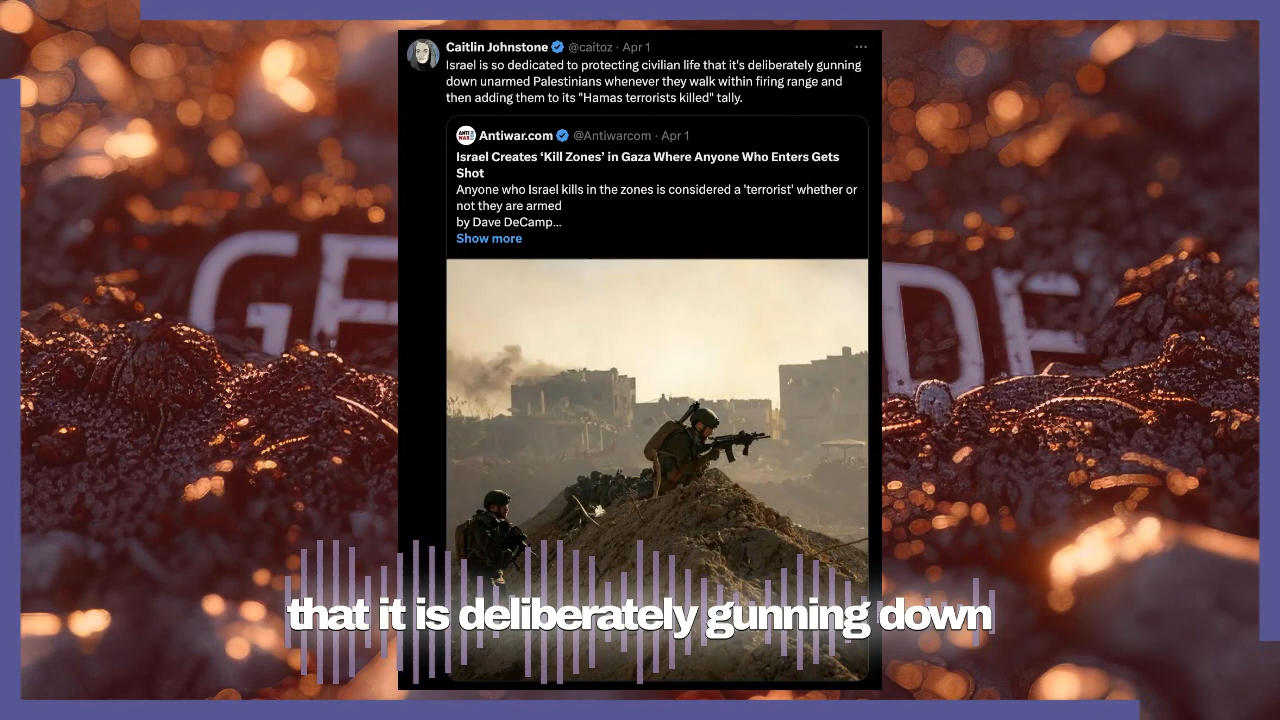 Caitlin Johnstone @caitoz · Apr 1
Israel is so dedicated to protecting civilian life that it's deliberately gunning
down unarmed Palestinians whenever they walk within firing range and
then adding them to its "Hamas terrorists killed" tally.
ANTI WAR Antiwar.com @Antiwarcom · Apr 1
Israel Creates ‘Kill Zones’ in Gaza Where Anyone Who Enters Gets
Shot
Anyone who Israel kills in the zones is considered a 'terrorist' whether or
not they are armed
by Dave DeCamp...
Show more
GE
DE
that it is deliberately gunning down